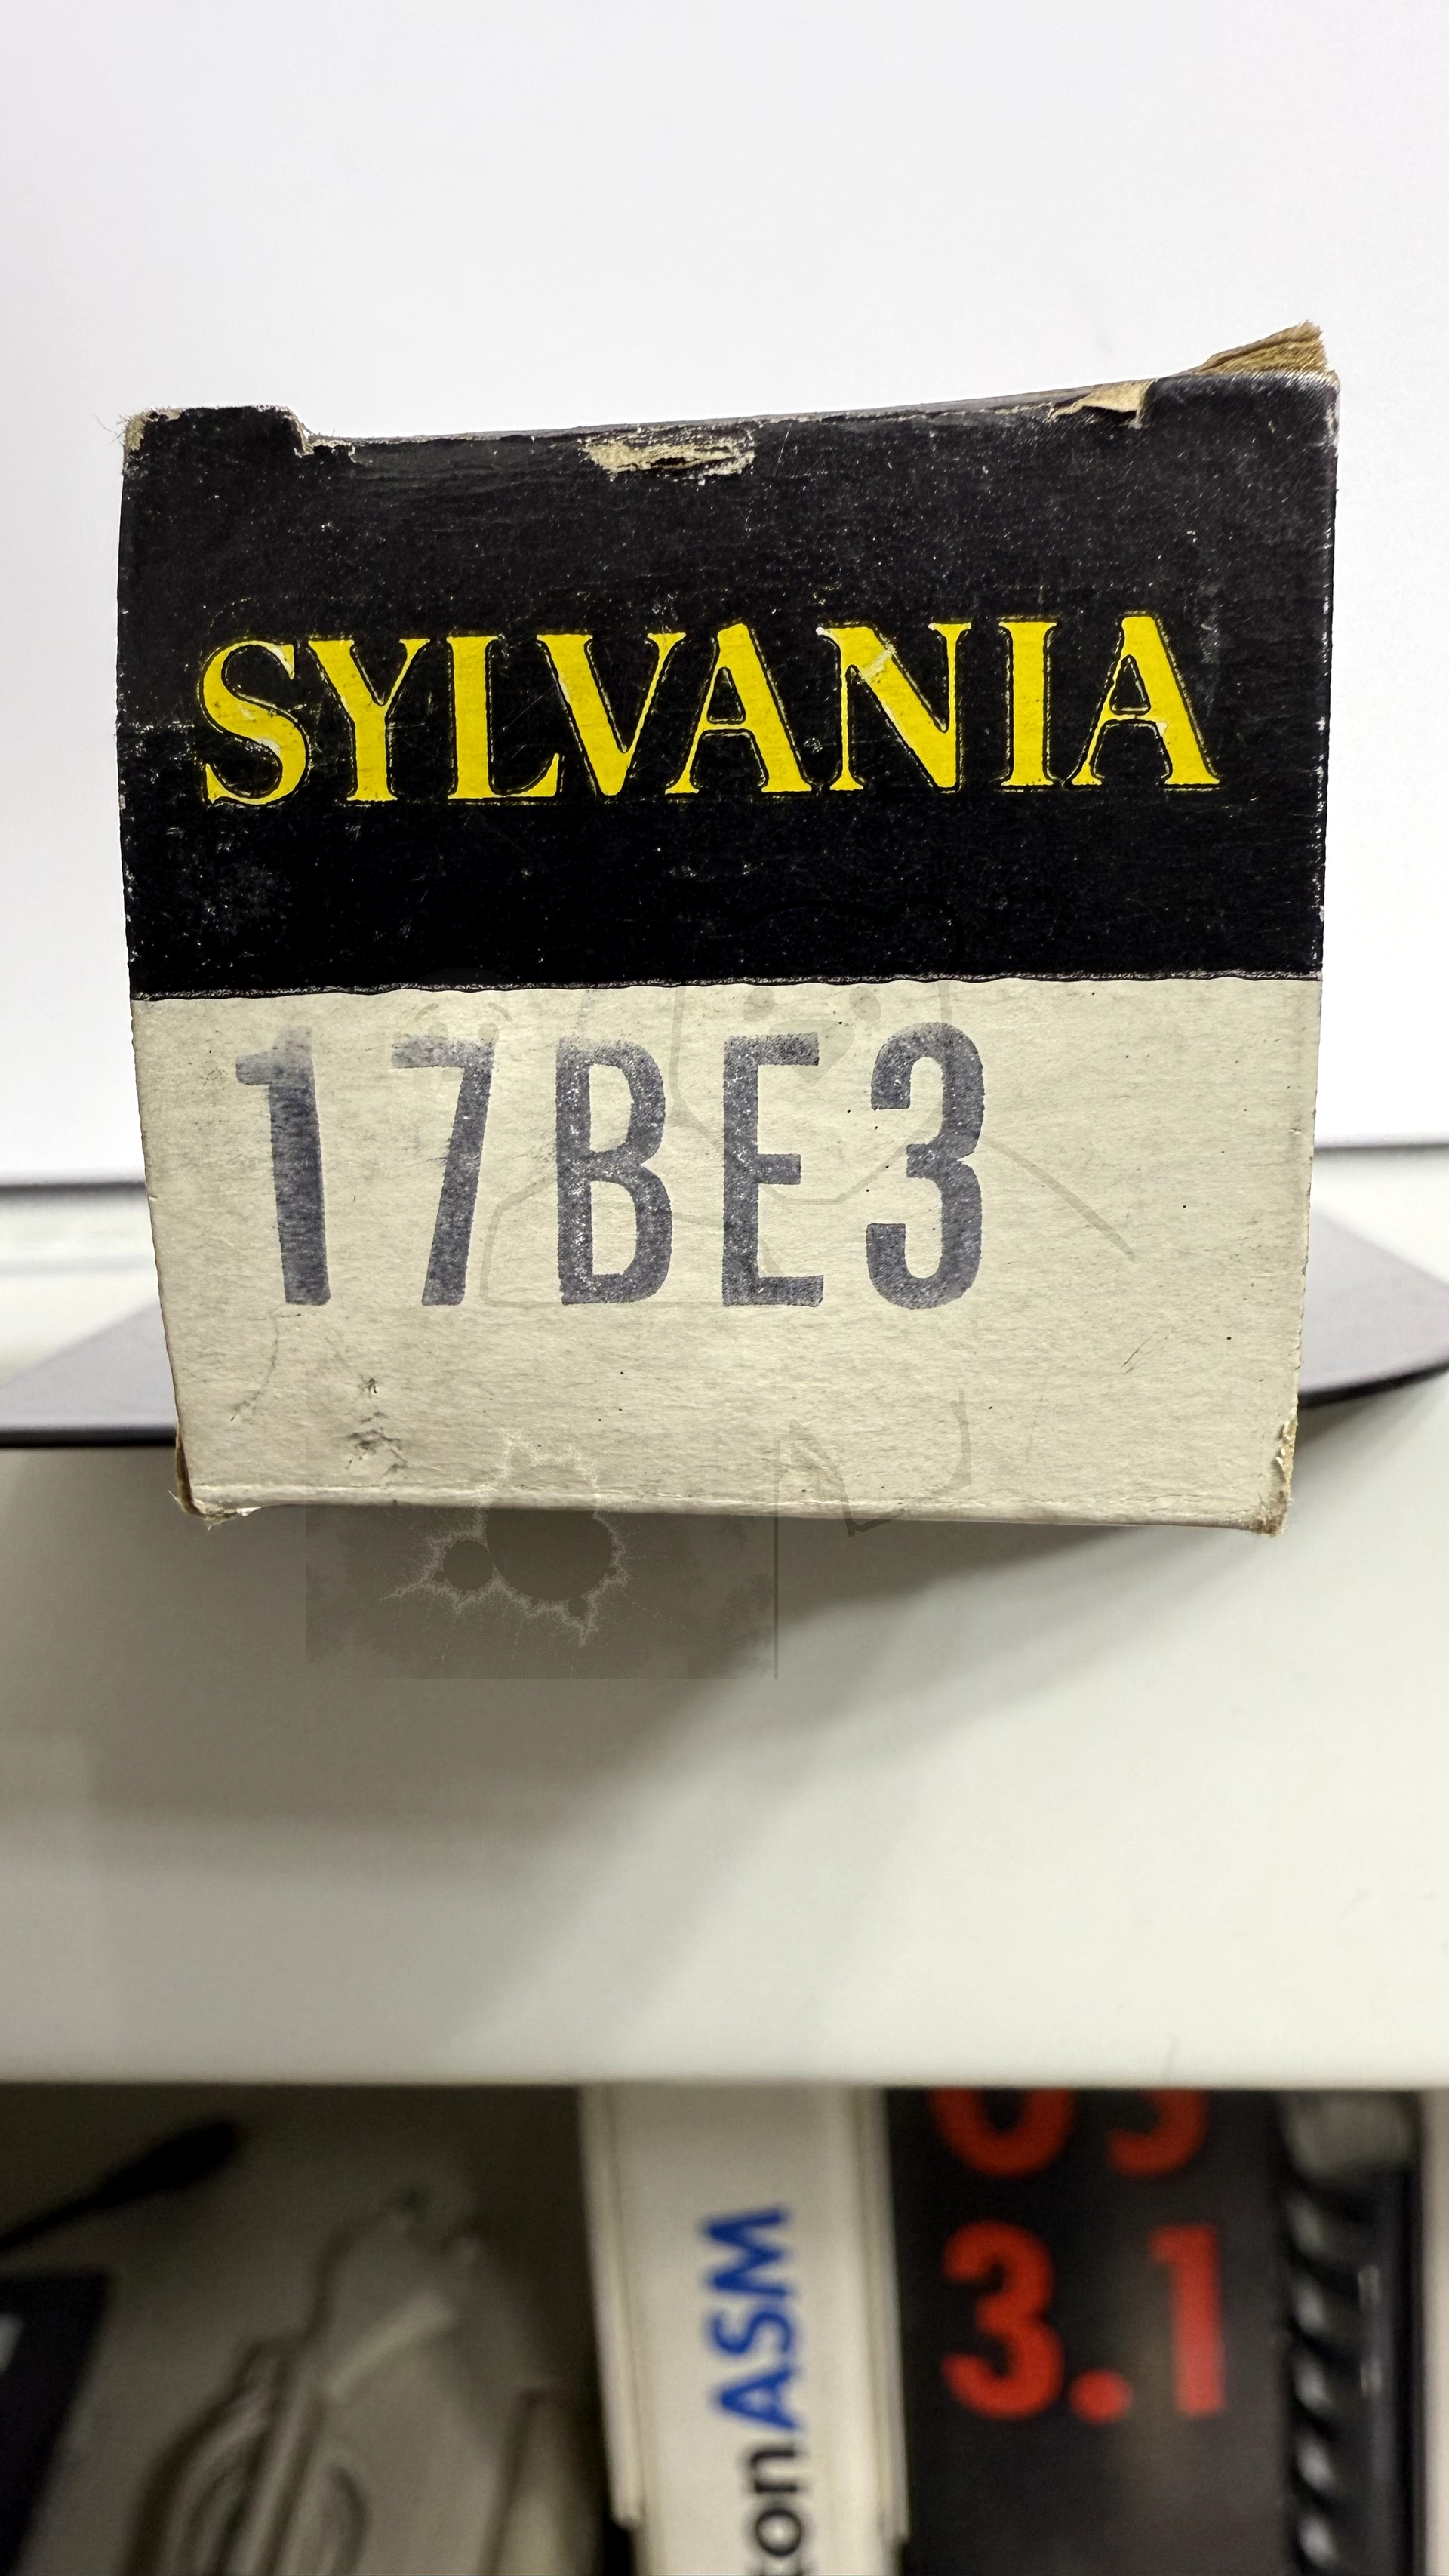 SYLVANIA
17BE3
3.1
ASM